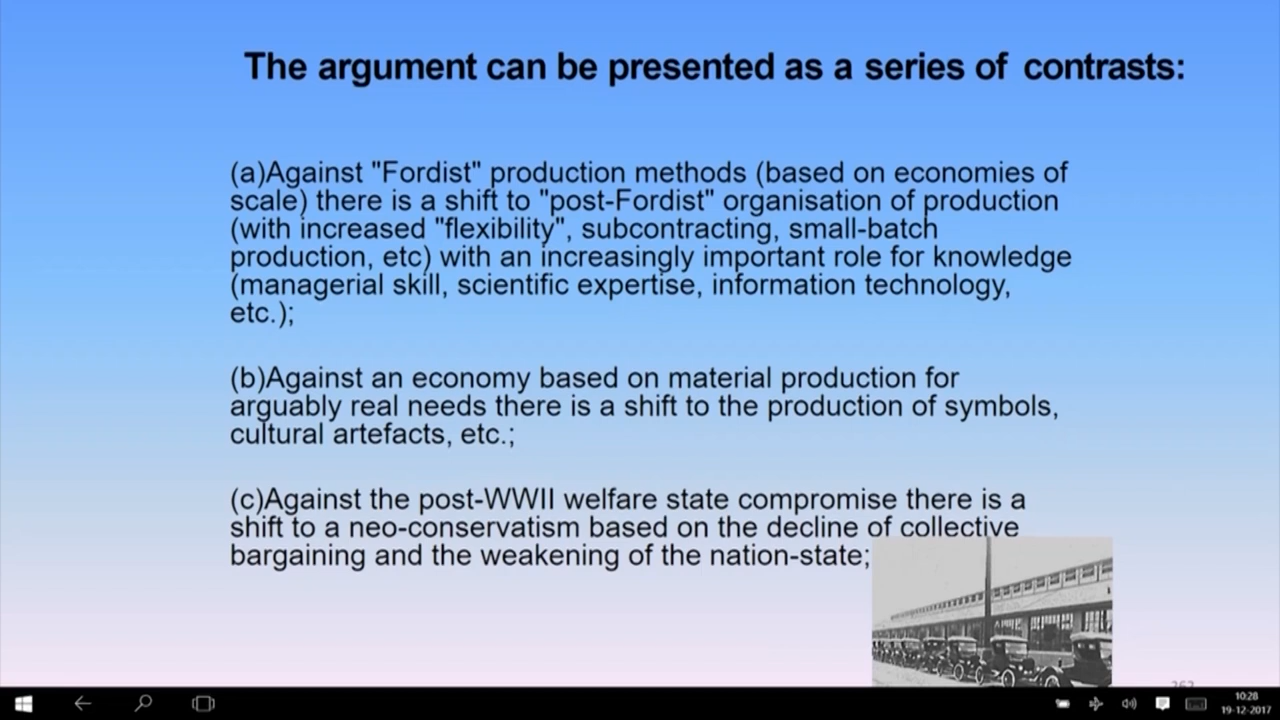 The argument can be presented as a series of contrasts:
(a)Against "Fordist" production methods (based on economies of
scale) there is a shift to "post-Fordist" organisation of production
(with increased "flexibility", subcontracting, small-batch
production, etc) with an increasingly important role for knowledge
(managerial skill, scientific expertise, information technology,
etc.);
(b)Against an economy based on material production for
arguably real needs there is a shift to the production of symbols,
cultural artefacts, etc.;
(c)Against the post-WWII welfare state compromise there is a
shift to a neo-conservatism based on the decline of collective
bargaining and the weakening of the nation-state;
10:28
19-12-2017